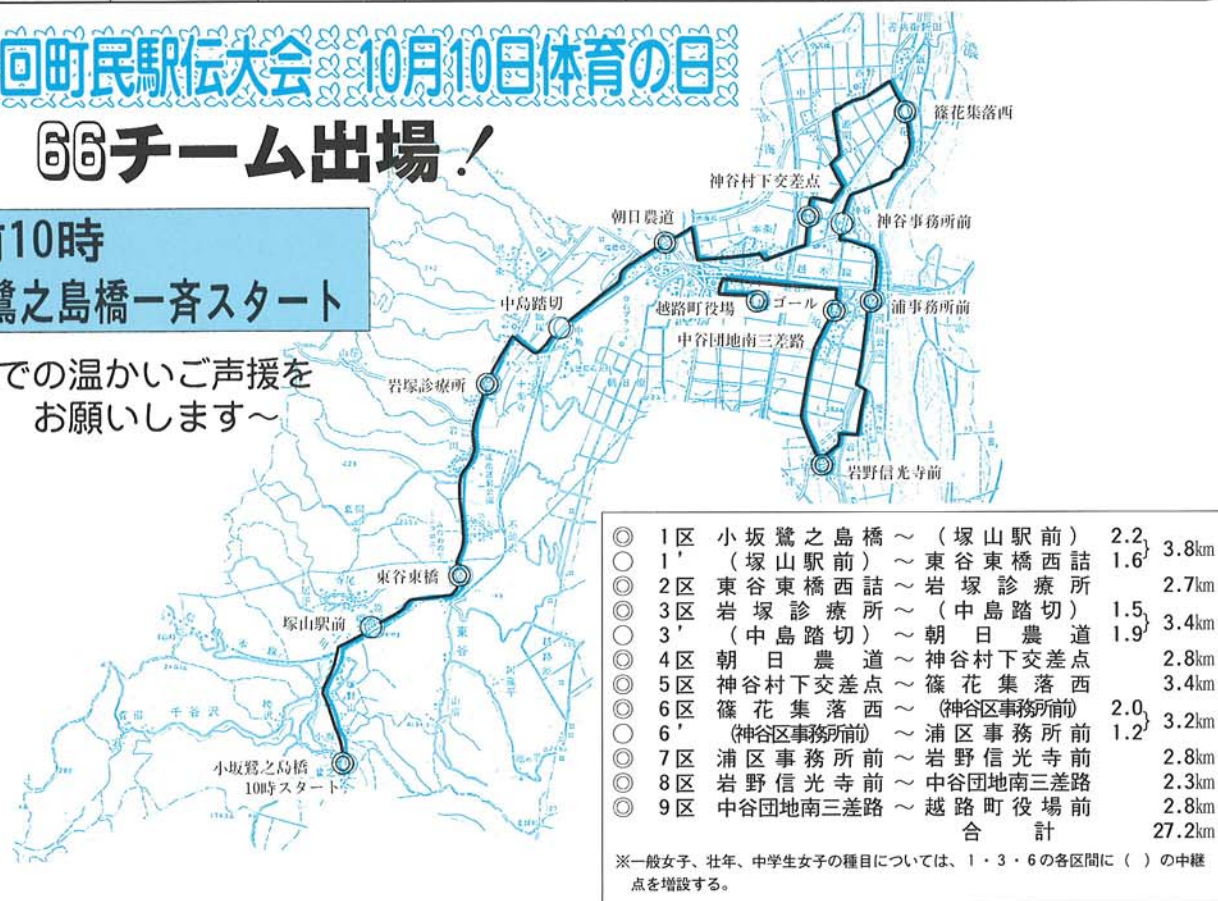 回町民駅伝大会 10月10日体育の日
66チーム出場！
前10時
鷺之島橋一斉スタート
での温かいご声援を
お願いします～
篠花集落西
神谷村下交差点
神谷事務所前
朝日農道
中島踏切
越路町役場
ゴール
浦事務所前
中谷団地南三差路
岩塚診療所
岩野信光寺前
東谷東橋
塚山駅前
小坂鷺之島橋
10時スタート
◎ 1区 小坂鷺之島橋～（塚山駅前） 2.2
○ 1' （塚山駅前）～東谷東橋西詰 1.6} 3.8km
◎ 2区 東谷東橋西詰～岩塚診療所 2.7km
◎ 3区 岩塚診療所～（中島踏切） 1.5
○ 3' （中島踏切）～朝日農道 1.9} 3.4km
◎ 4区 朝日農道～神谷村下交差点 2.8km
◎ 5区 神谷村下交差点～篠花集落西 3.4km
◎ 6区 篠花集落西～（神谷区事務所前） 2.0
○ 6' （神谷区事務所前）～浦区事務所前 1.2} 3.2km
◎ 7区 浦区事務所前～岩野信光寺前 2.8km
◎ 8区 岩野信光寺前～中谷団地南三差路 2.3km
◎ 9区 中谷団地南三差路～越路町役場前 2.8km
合計 27.2km
※一般女子、壮年、中学生女子の種目については、1・3・6の各区間に（ ）の中継
点を増設する。